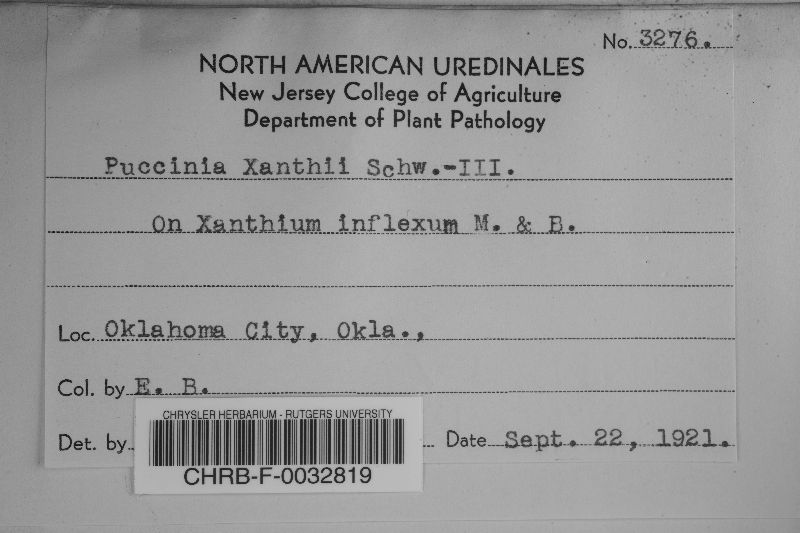 No. 3276.
NORTH AMERICAN UREDINALES
New Jersey College of Agriculture
Department of Plant Pathology
Puccinia Xanthii Schw.-III.
On Xanthium inflexum M. & B.
Loc. Oklahoma City, Okla.,
Col. by E. B.
CHRYSLER HERBARIUM - RUTGERS UNIVERSITY
Det. by Date Sept. 22, 1921.
CHRB-F-0032819